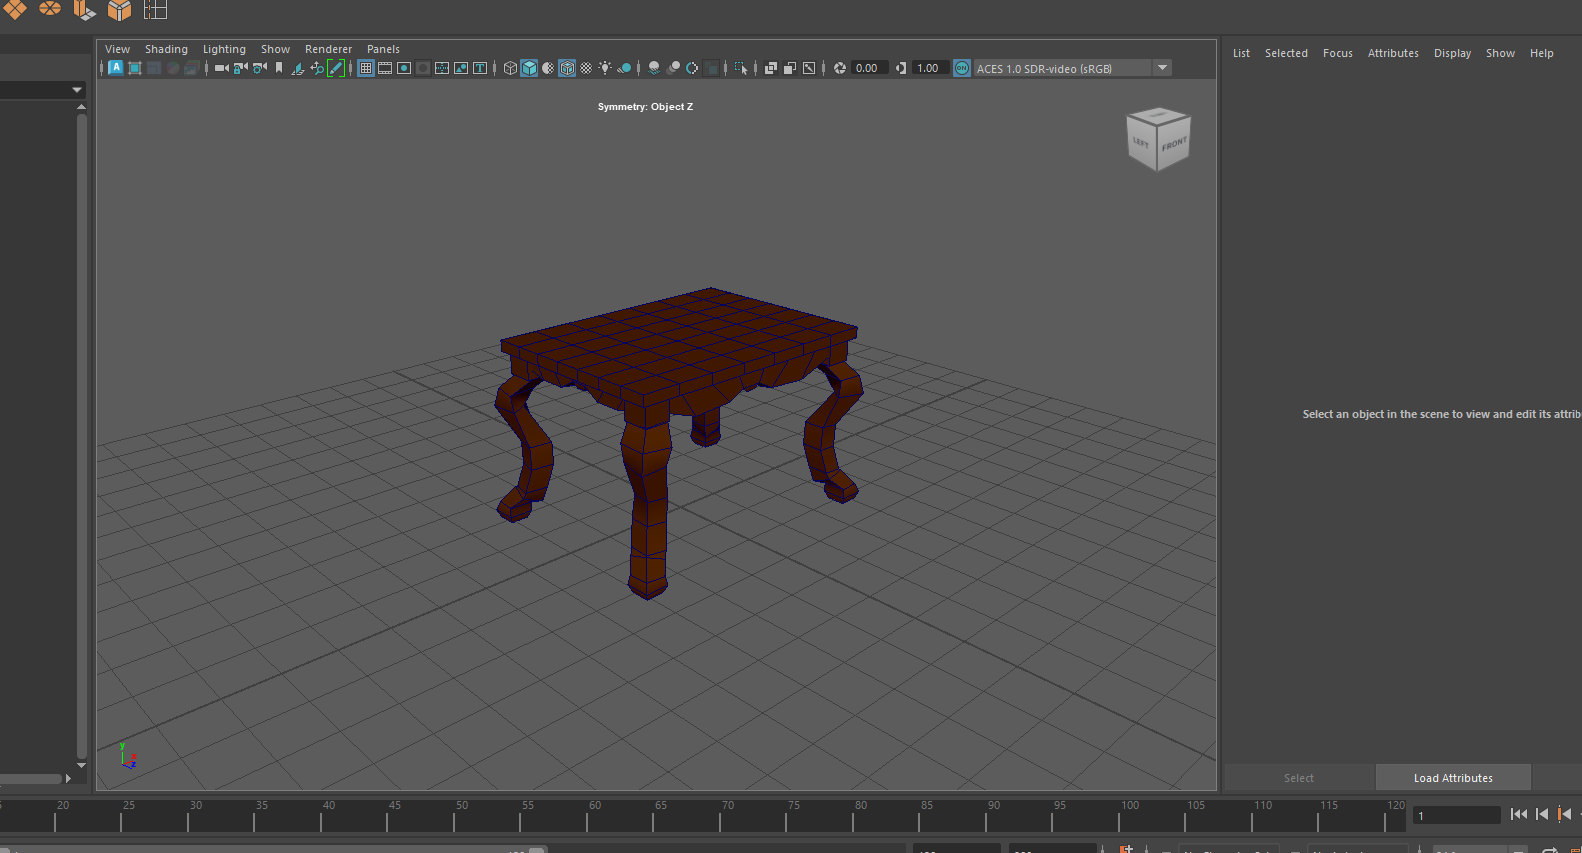 View Shading Lighting Show Renderer Panels
List Selected Focus Attributes Display Show Help
A T 0.00 1.00 ON ACES 1.0 SDR-video (sRGB)
Symmetry: Object Z
LEFT FRONT
Select an object in the scene to view and edit its attribu
y
x
z
Select Load Attributes
20 25 30 35 40 45 50 55 60 65 70 75 80 85 90 95 100 105 110 115 120
1